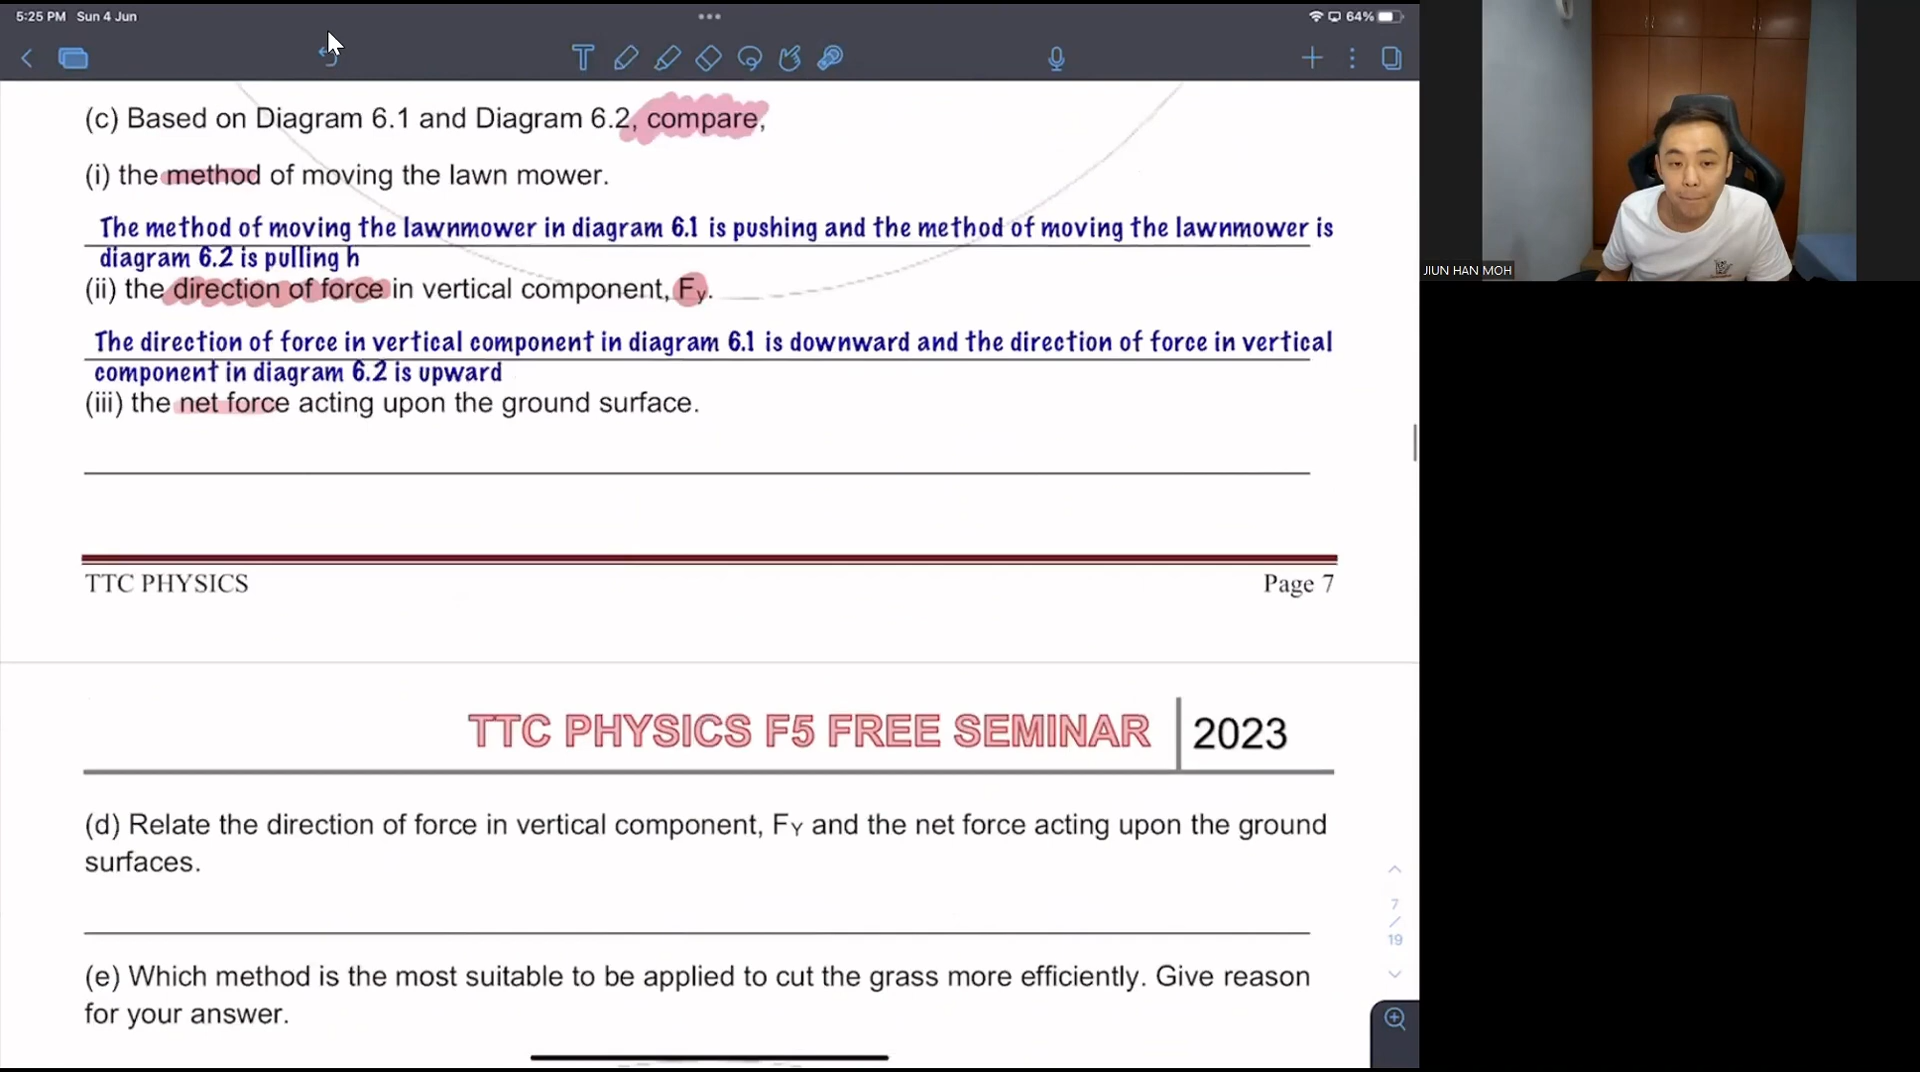 5:25 PM Sun 4 Jun
64%
(c) Based on Diagram 6.1 and Diagram 6.2, compare,
(i) the method of moving the lawn mower.
The method of moving the lawnmower in diagram 6.1 is pushing and the method of moving the lawnmower is
diagram 6.2 is pulling h
(ii) the direction of force in vertical component, Fy.
The direction of force in vertical component in diagram 6.1 is downward and the direction of force in vertical
component in diagram 6.2 is upward
(iii) the net force acting upon the ground surface.
TTC PHYSICS
Page 7
TTC PHYSICS F5 FREE SEMINAR 2023
(d) Relate the direction of force in vertical component, FY and the net force acting upon the ground
surfaces.
(e) Which method is the most suitable to be applied to cut the grass more efficiently. Give reason
for your answer.
7
/
19
JIUN HAN MOH